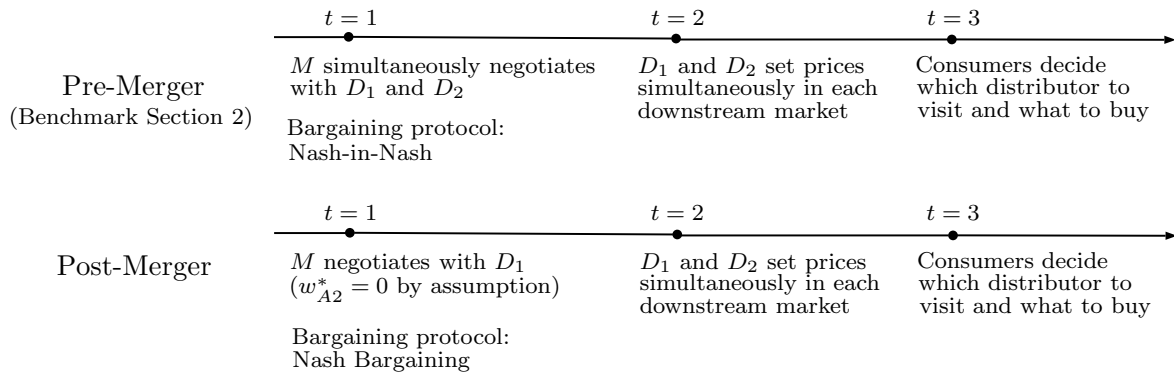 t = 1 t = 2 t = 3
Pre-Merger
(Benchmark Section 2)
M simultaneously negotiates
with D₁ and D₂
Bargaining protocol:
Nash-in-Nash
D₁ and D₂ set prices
simultaneously in each
downstream market
Consumers decide
which distributor to
visit and what to buy
t = 1 t = 2 t = 3
Post-Merger
M negotiates with D₁
(w*_{A2} = 0 by assumption)
Bargaining protocol:
Nash Bargaining
D₁ and D₂ set prices
simultaneously in each
downstream market
Consumers decide
which distributor to
visit and what to buy